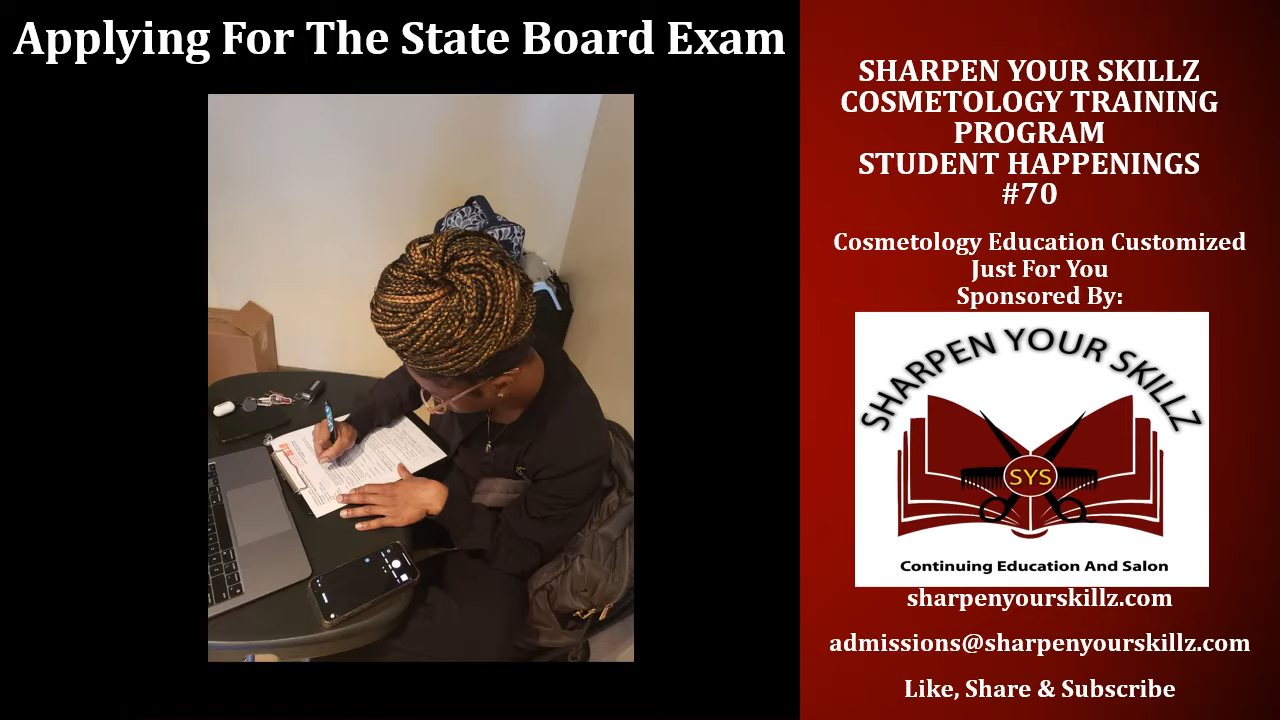 Applying For The State Board Exam
SHARPEN YOUR SKILLZ
COSMETOLOGY TRAINING
PROGRAM
STUDENT HAPPENINGS
#70
Cosmetology Education Customized
Just For You
Sponsored By:
SHARPEN YOUR SKILLZ
SYS
Continuing Education And Salon
sharpenyourskillz.com
admissions@sharpenyourskillz.com
Like, Share & Subscribe